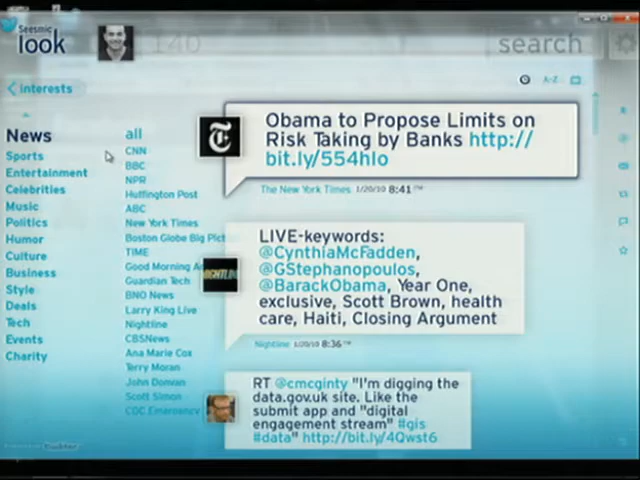 Seesmic
look
140
search
interests
A-Z
News
Sports
Entertainment
Celebrities
Music
Politics
Humor
Culture
Business
Style
Deals
Tech
Events
Charity
all
CNN
BBC
NPR
Huffington Post
ABC
New York Times
Boston Globe Big Pict
TIME
Good Morning A
Guardian Tech
BNO News
Larry King Live
Nightline
CBSNews
Ana Marie Cox
Terry Moran
John Donvan
Scott Simon
CDC Emergency
Obama to Propose Limits on
Risk Taking by Banks http://
bit.ly/554hlo
The New York Times 1/20/10 8:41 PM
LIVE-keywords:
@CynthiaMcFadden,
@GStephanopoulos,
@BarackObama, Year One,
exclusive, Scott Brown, health
care, Haiti, Closing Argument
NIGHTLINE
Nightline 1/20/10 8:36 PM
RT @cmcginty "I'm digging the
data.gov.uk site. Like the
submit app and "digital
engagement stream" #gis
#data" http://bit.ly/4Qwst6